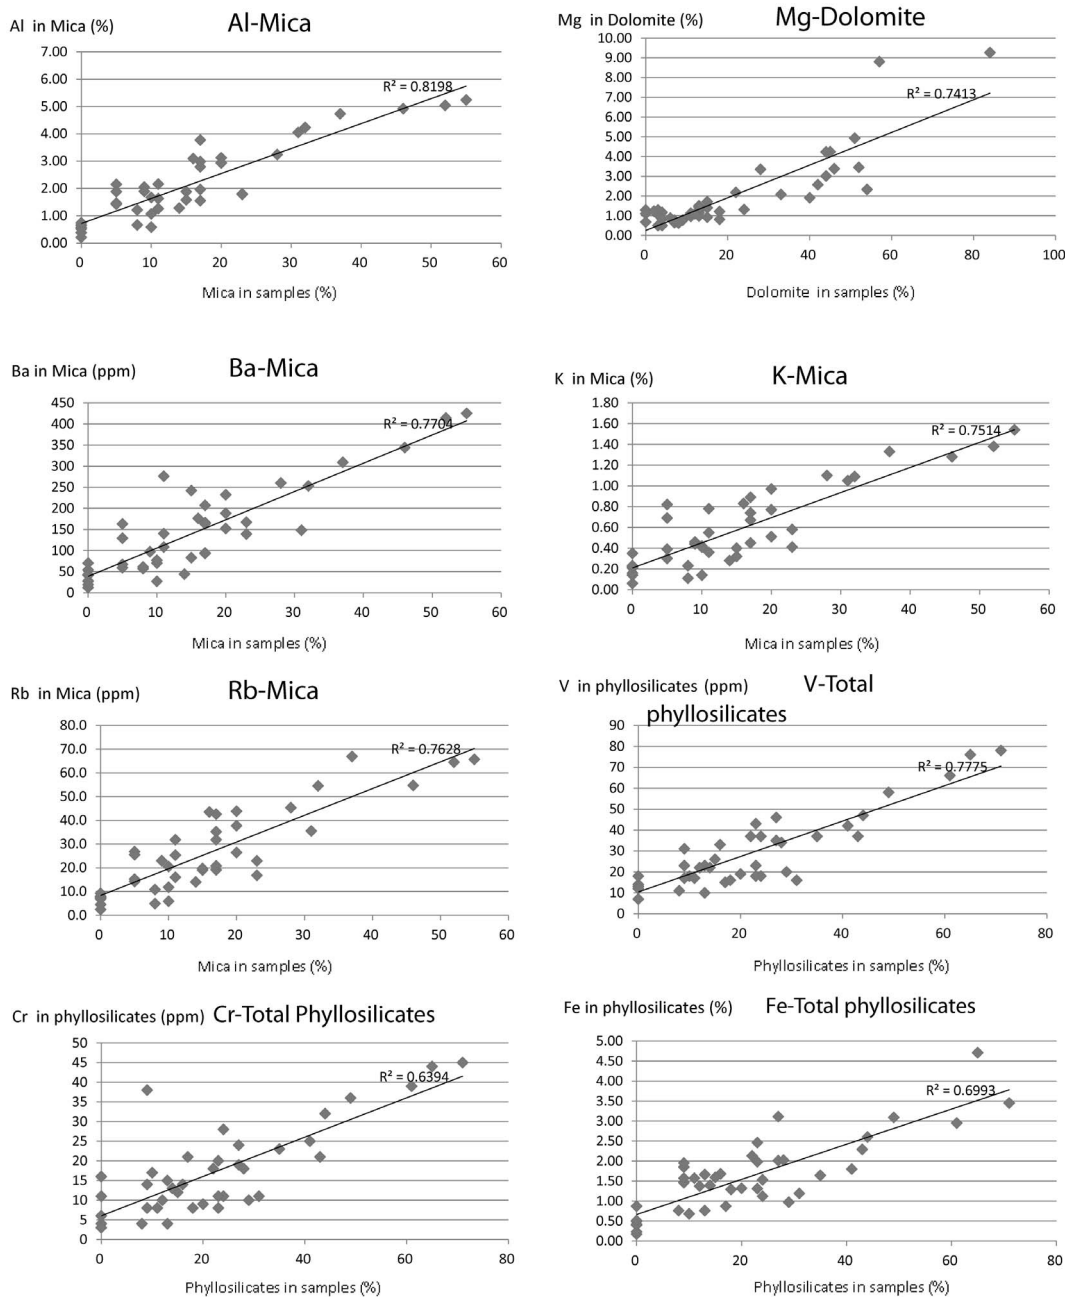 Al in Mica (%) Al-Mica
7.00
6.00
5.00
4.00
3.00
2.00
1.00
0.00
R² = 0.8198
0 10 20 30 40 50 60
Mica in samples (%)
Mg in Dolomite (%) Mg-Dolomite
10.00
9.00
8.00
7.00
6.00
5.00
4.00
3.00
2.00
1.00
0.00
R² = 0.7413
0 20 40 60 80 100
Dolomite in samples (%)
Ba in Mica (ppm) Ba-Mica
450
400
350
300
250
200
150
100
50
0
R² = 0.7704
0 10 20 30 40 50 60
Mica in samples (%)
K in Mica (%) K-Mica
1.80
1.60
1.40
1.20
1.00
0.80
0.60
0.40
0.20
0.00
R² = 0.7514
0 10 20 30 40 50 60
Mica in samples (%)
Rb in Mica (ppm) Rb-Mica
80.0
70.0
60.0
50.0
40.0
30.0
20.0
10.0
0.0
R² = 0.7628
0 10 20 30 40 50 60
Mica in samples (%)
V in phyllosilicates (ppm) V-Total
phyllosilicates
90
80
70
60
50
40
30
20
10
0
R² = 0.7775
0 20 40 60 80
Phyllosilicates in samples (%)
Cr in phyllosilicates (ppm) Cr-Total Phyllosilicates
50
45
40
35
30
25
20
15
10
5
0
R² = 0.6394
0 20 40 60 80
Phyllosilicates in samples (%)
Fe in phyllosilicates (%) Fe-Total phyllosilicates
5.00
4.50
4.00
3.50
3.00
2.50
2.00
1.50
1.00
0.50
0.00
R² = 0.6993
0 20 40 60 80
Phyllosilicates in samples (%)